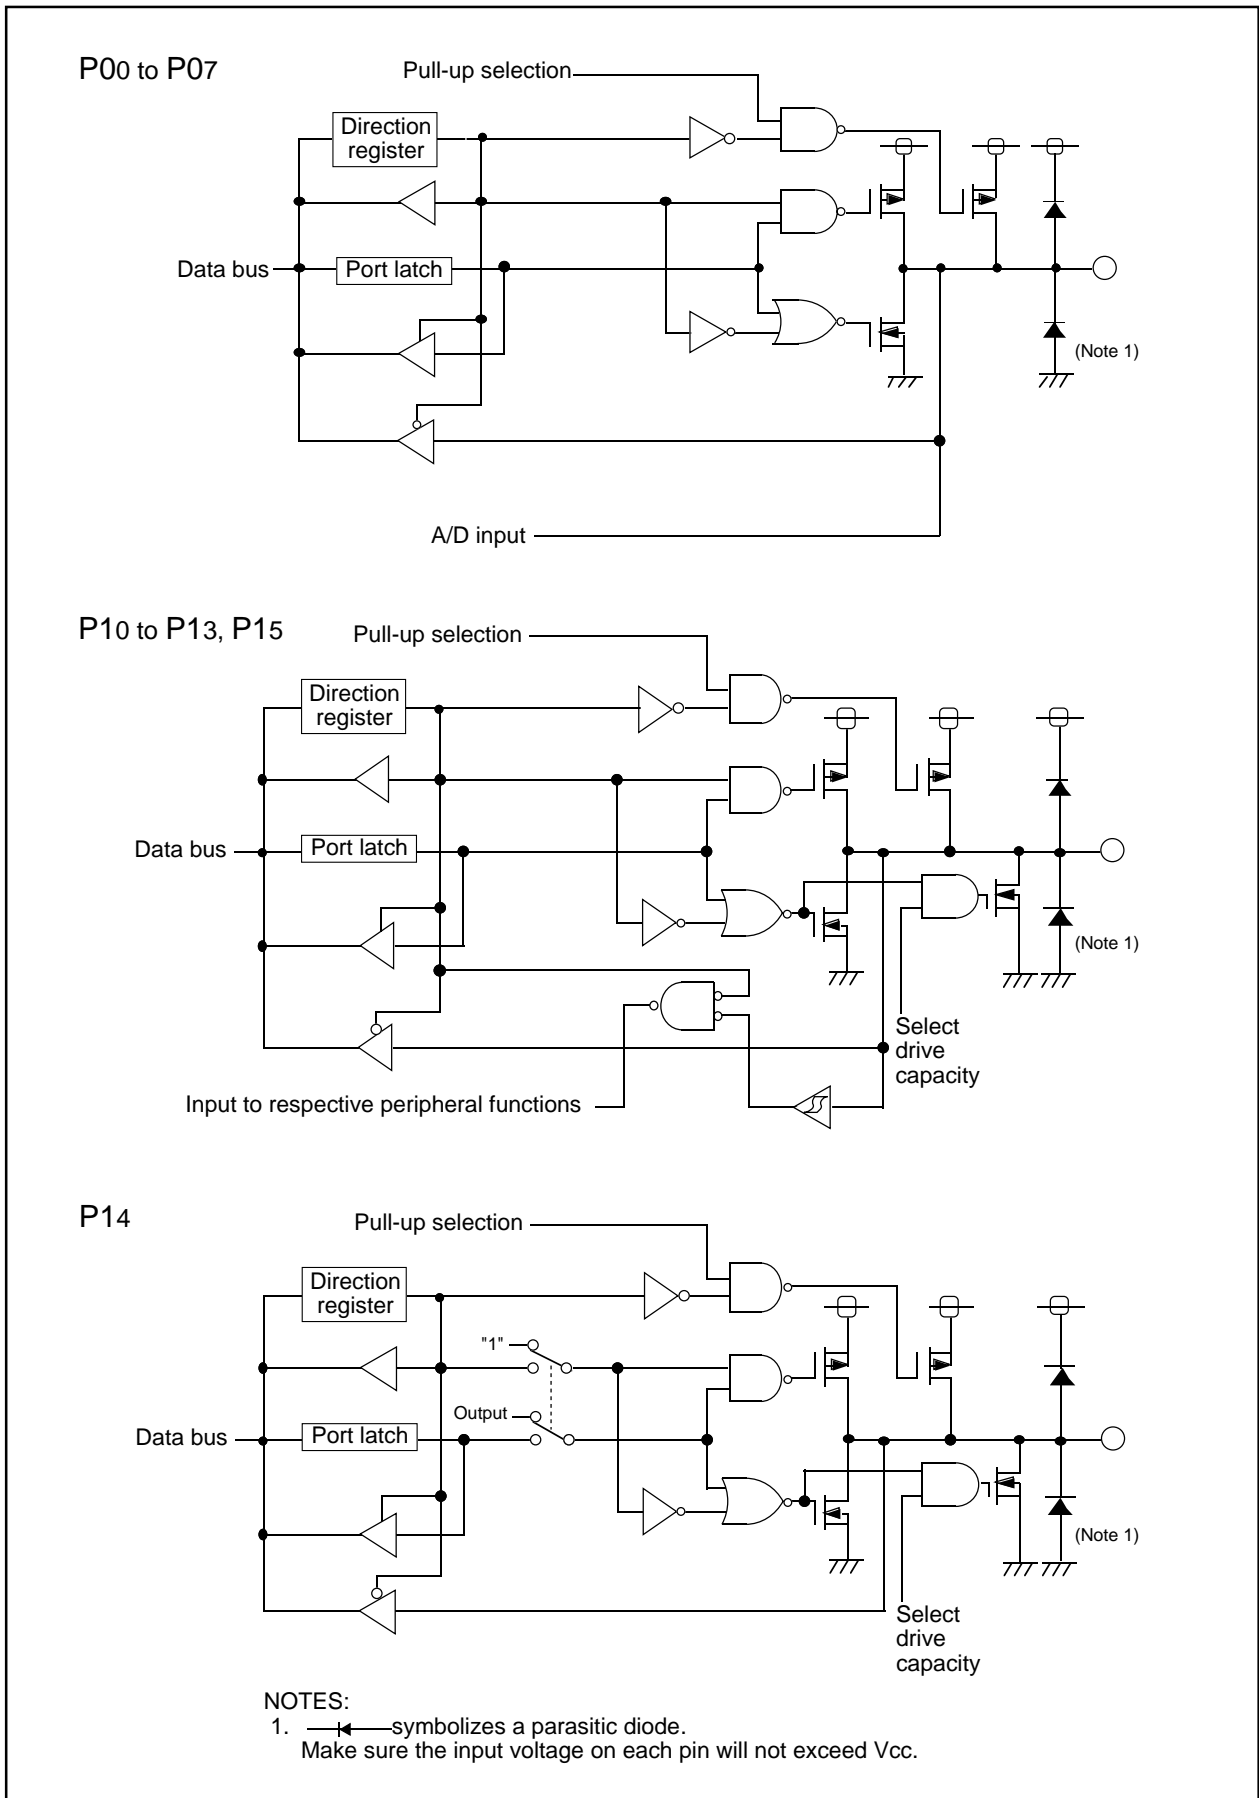 P00 to P07
Pull-up selection
Direction
register
Data bus
Port latch
(Note 1)
A/D input
P10 to P13, P15
Pull-up selection
Direction
register
Data bus
Port latch
(Note 1)
Select
drive
capacity
Input to respective peripheral functions
P14
Pull-up selection
Direction
register
"1"
Output
Data bus
Port latch
(Note 1)
Select
drive
capacity
NOTES:
1. symbolizes a parasitic diode.
Make sure the input voltage on each pin will not exceed Vcc.